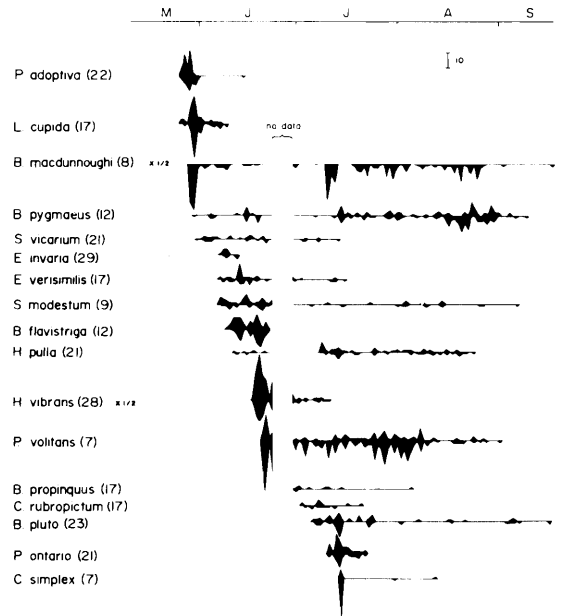 M J J A S
10
P adoptiva (22)
L cupida (17)
no data
B macdunnoughi (8) x 1/2
B pygmaeus (12)
S vicarium (21)
E invaria (29)
E verisimilis (17)
S modestum (9)
B flavistriga (12)
H pulla (21)
H vibrans (28) x 1/2
P volitans (7)
B propinquus (17)
C rubropictum (17)
B. pluto (23)
P ontario (21)
C simplex (7)